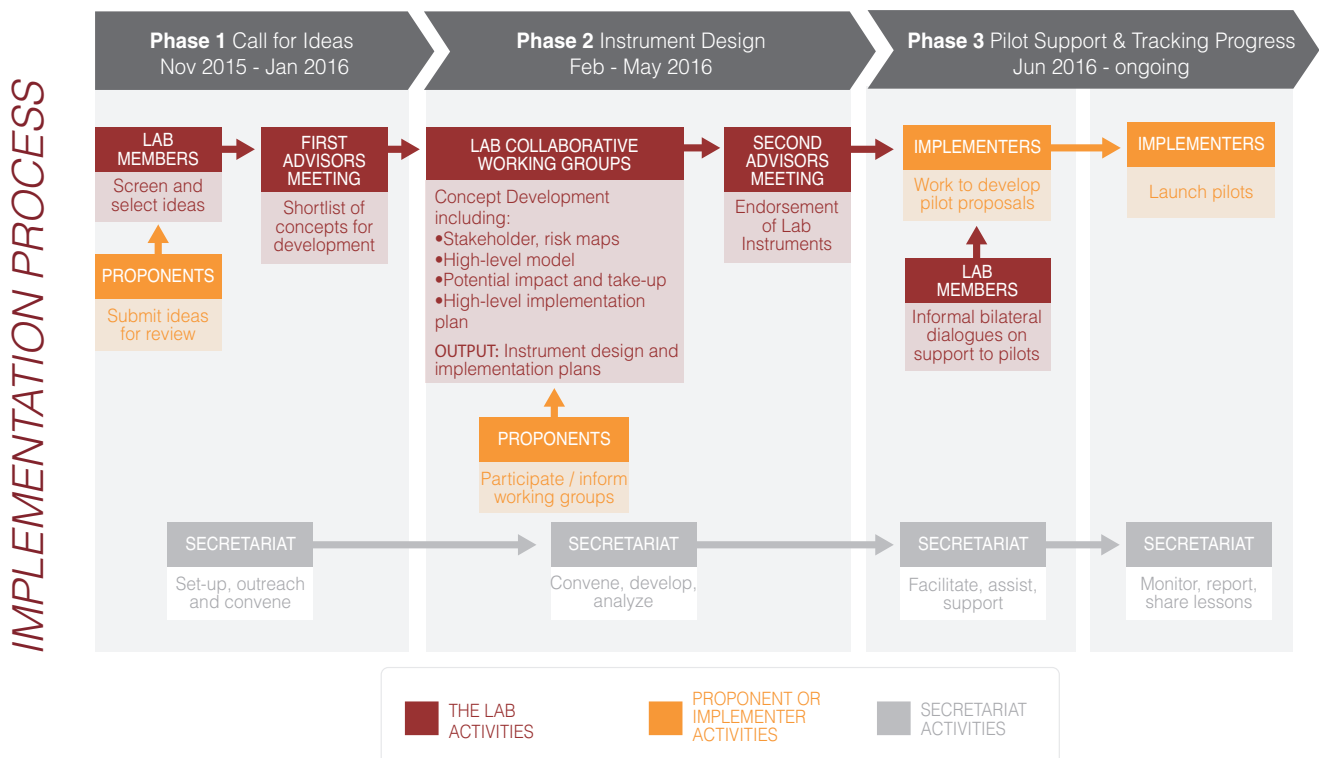 IMPLEMENTATION PROCESS
Phase 1 Call for Ideas
Nov 2015 - Jan 2016
Phase 2 Instrument Design
Feb - May 2016
Phase 3 Pilot Support & Tracking Progress
Jun 2016 - ongoing
LAB
MEMBERS
Screen and
select ideas
PROPONENTS
Submit ideas
for review
FIRST
ADVISORS
MEETING
Shortlist of
concepts for
development
LAB COLLABORATIVE
WORKING GROUPS
Concept Development
including:
•Stakeholder, risk maps
•High-level model
•Potential impact and take-up
•High-level implementation
plan
OUTPUT: Instrument design and
implementation plans
PROPONENTS
Participate / inform
working groups
SECOND
ADVISORS
MEETING
Endorsement
of Lab
Instruments
IMPLEMENTERS
Work to develop
pilot proposals
LAB
MEMBERS
Informal bilateral
dialogues on
support to pilots
IMPLEMENTERS
Launch pilots
SECRETARIAT
Set-up, outreach
and convene
SECRETARIAT
Convene, develop,
analyze
SECRETARIAT
Facilitate, assist,
support
SECRETARIAT
Monitor, report,
share lessons
THE LAB
ACTIVITIES
PROPONENT OR
IMPLEMENTER
ACTIVITIES
SECRETARIAT
ACTIVITIES